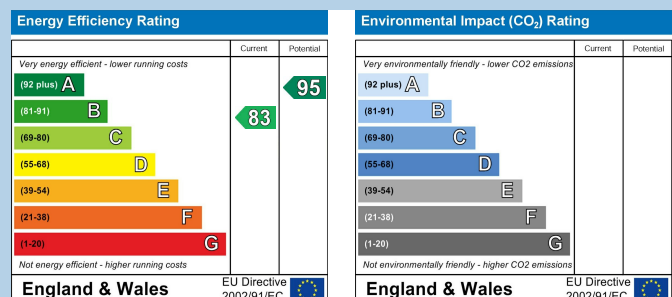 Energy Efficiency Rating
Current Potential
Very energy efficient - lower running costs
(92 plus) A
95
(81-91) B
83
(69-80) C
(55-68) D
(39-54) E
(21-38) F
(1-20) G
Not energy efficient - higher running costs
England & Wales
EU Directive
2002/91/EC
Environmental Impact (CO₂) Rating
Current Potential
Very environmentally friendly - lower CO2 emissions
(92 plus) A
(81-91) B
(69-80) C
(55-68) D
(39-54) E
(21-38) F
(1-20) G
Not environmentally friendly - higher CO2 emissions
England & Wales
EU Directive
2002/91/EC